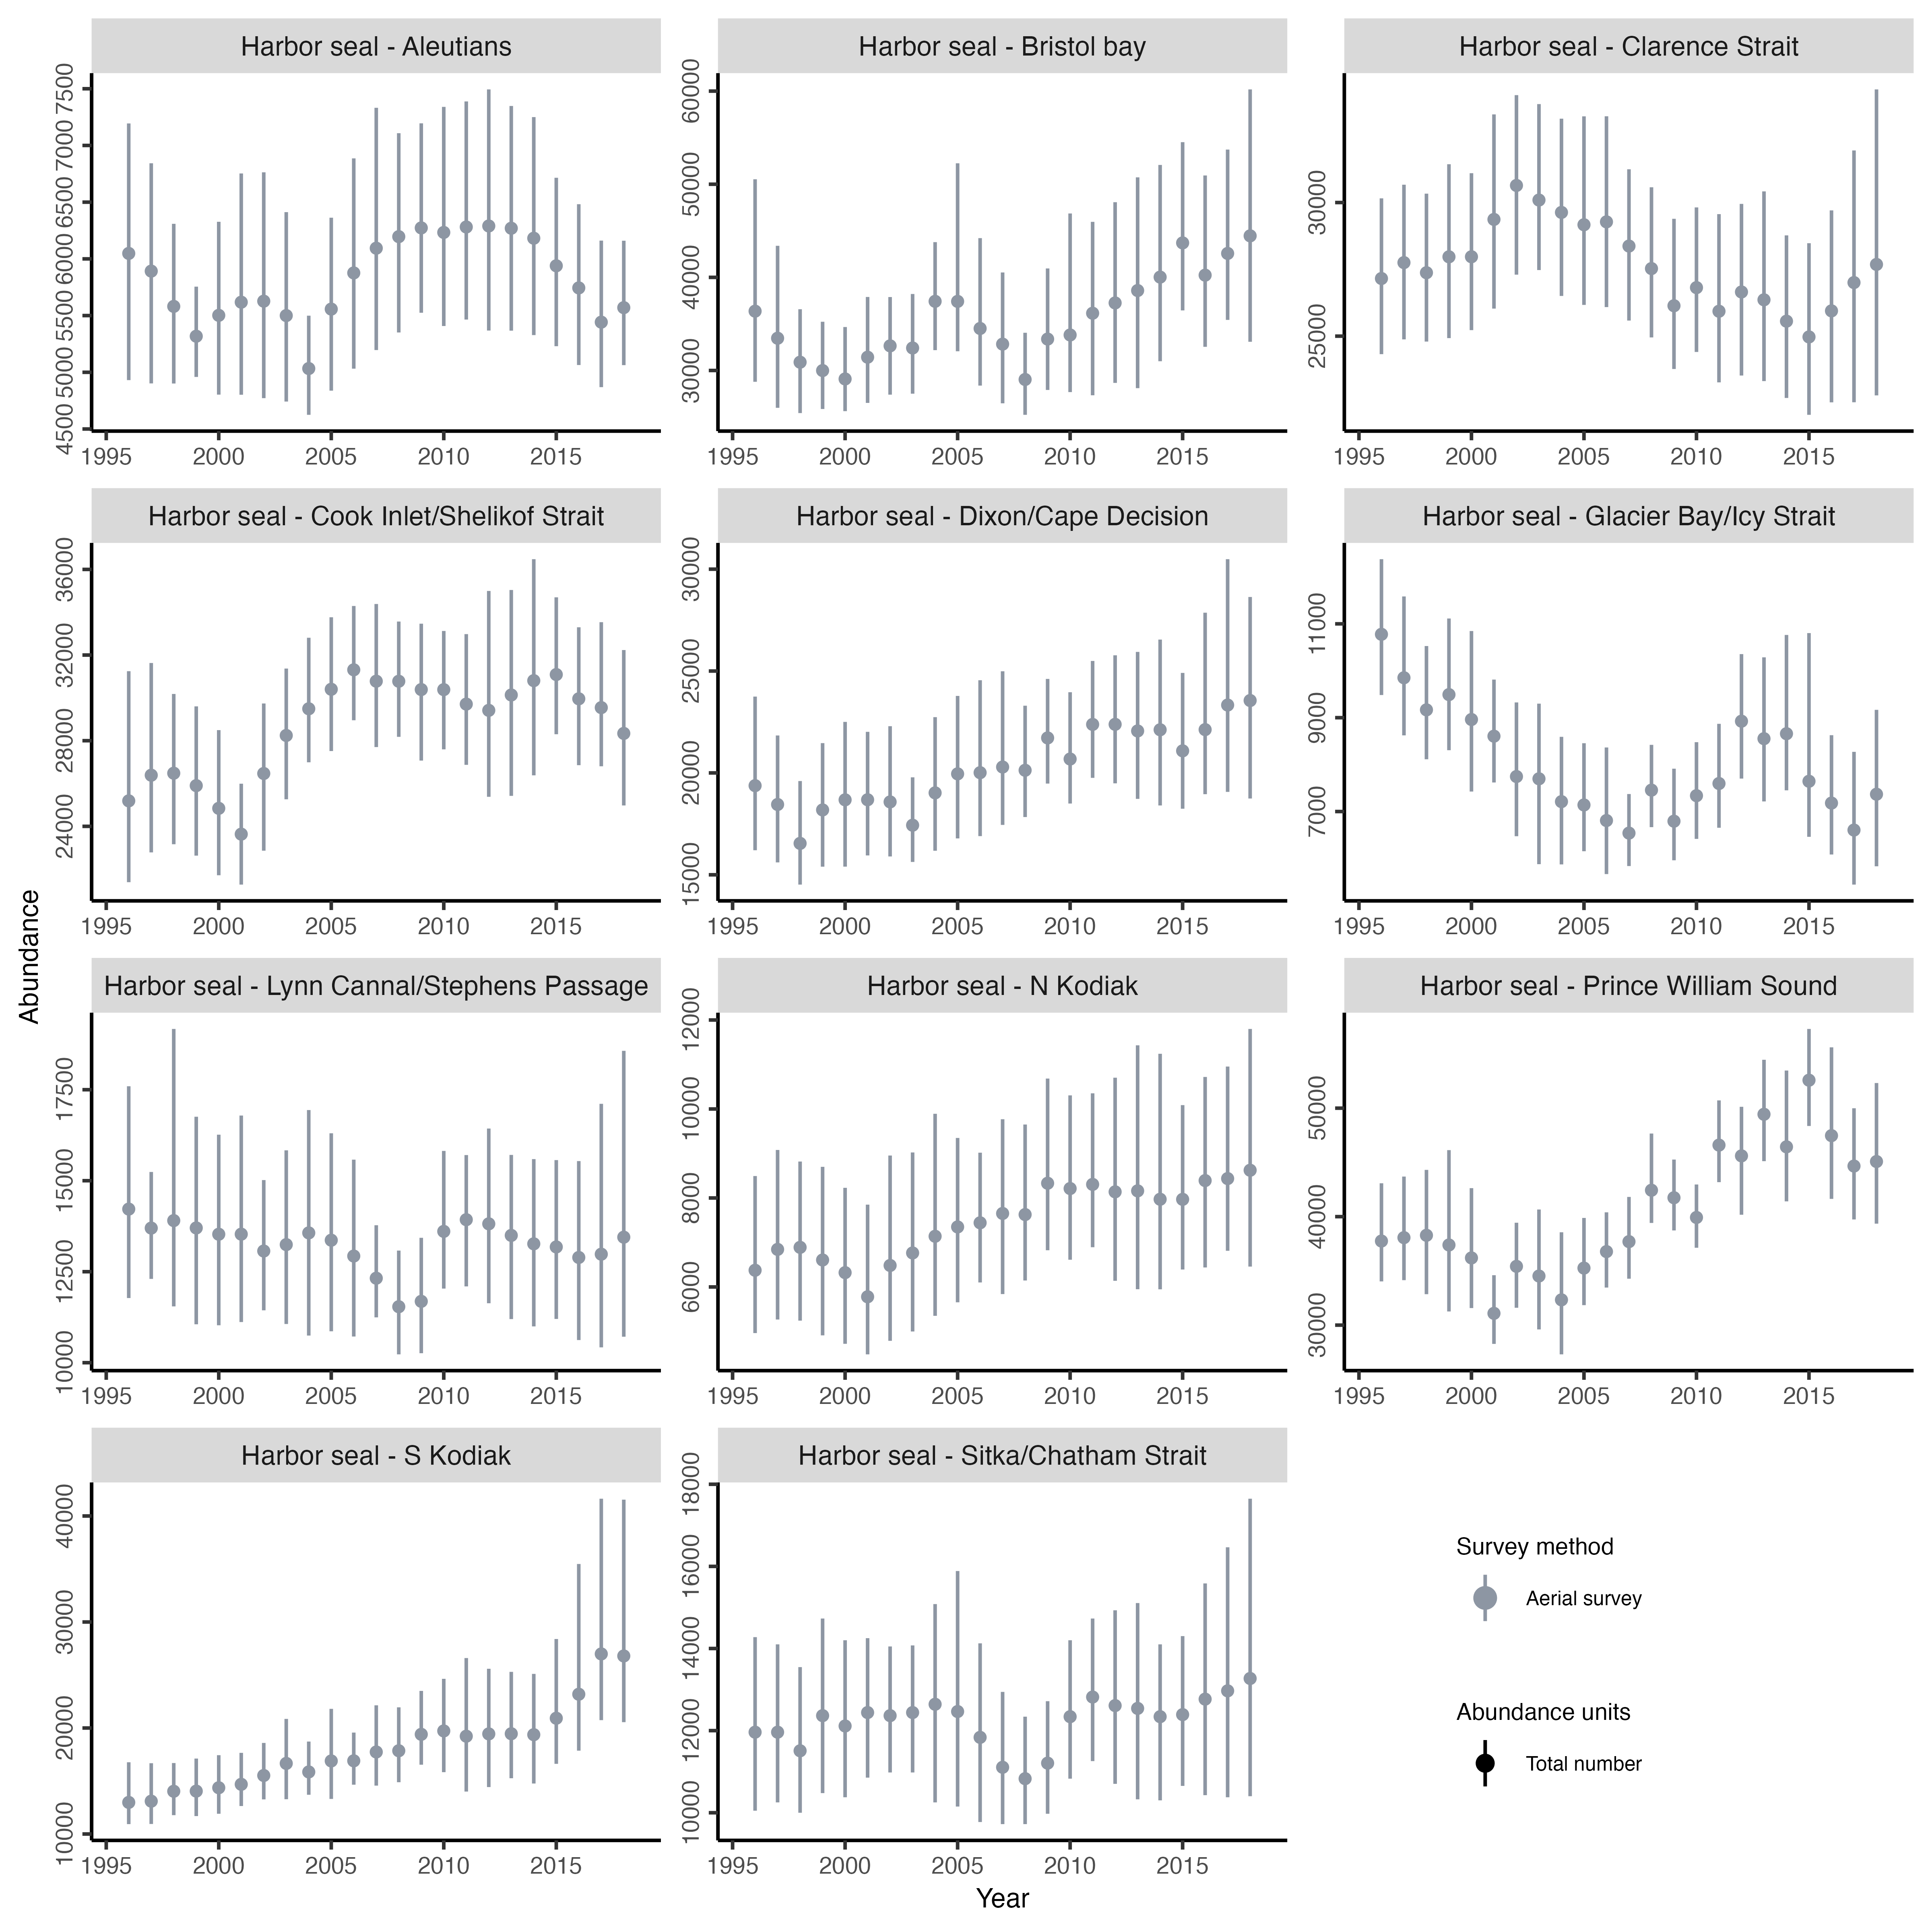 Harbor seal - Aleutians
Harbor seal - Bristol bay
Harbor seal - Clarence Strait
7500
7000
6500
6000
5500
5000
4500
60000
50000
40000
30000
30000
25000
1995 2000 2005 2010 2015
1995 2000 2005 2010 2015
1995 2000 2005 2010 2015
Harbor seal - Cook Inlet/Shelikof Strait
Harbor seal - Dixon/Cape Decision
Harbor seal - Glacier Bay/Icy Strait
36000
32000
28000
24000
30000
25000
20000
15000
11000
9000
7000
1995 2000 2005 2010 2015
1995 2000 2005 2010 2015
1995 2000 2005 2010 2015
Abundance
Harbor seal - Lynn Cannal/Stephens Passage
Harbor seal - N Kodiak
Harbor seal - Prince William Sound
17500
15000
12500
10000
12000
10000
8000
6000
50000
40000
30000
1995 2000 2005 2010 2015
1995 2000 2005 2010 2015
1995 2000 2005 2010 2015
Harbor seal - S Kodiak
Harbor seal - Sitka/Chatham Strait
40000
30000
20000
10000
18000
16000
14000
12000
10000
1995 2000 2005 2010 2015
1995 2000 2005 2010 2015
Year
Survey method
Aerial survey
Abundance units
Total number